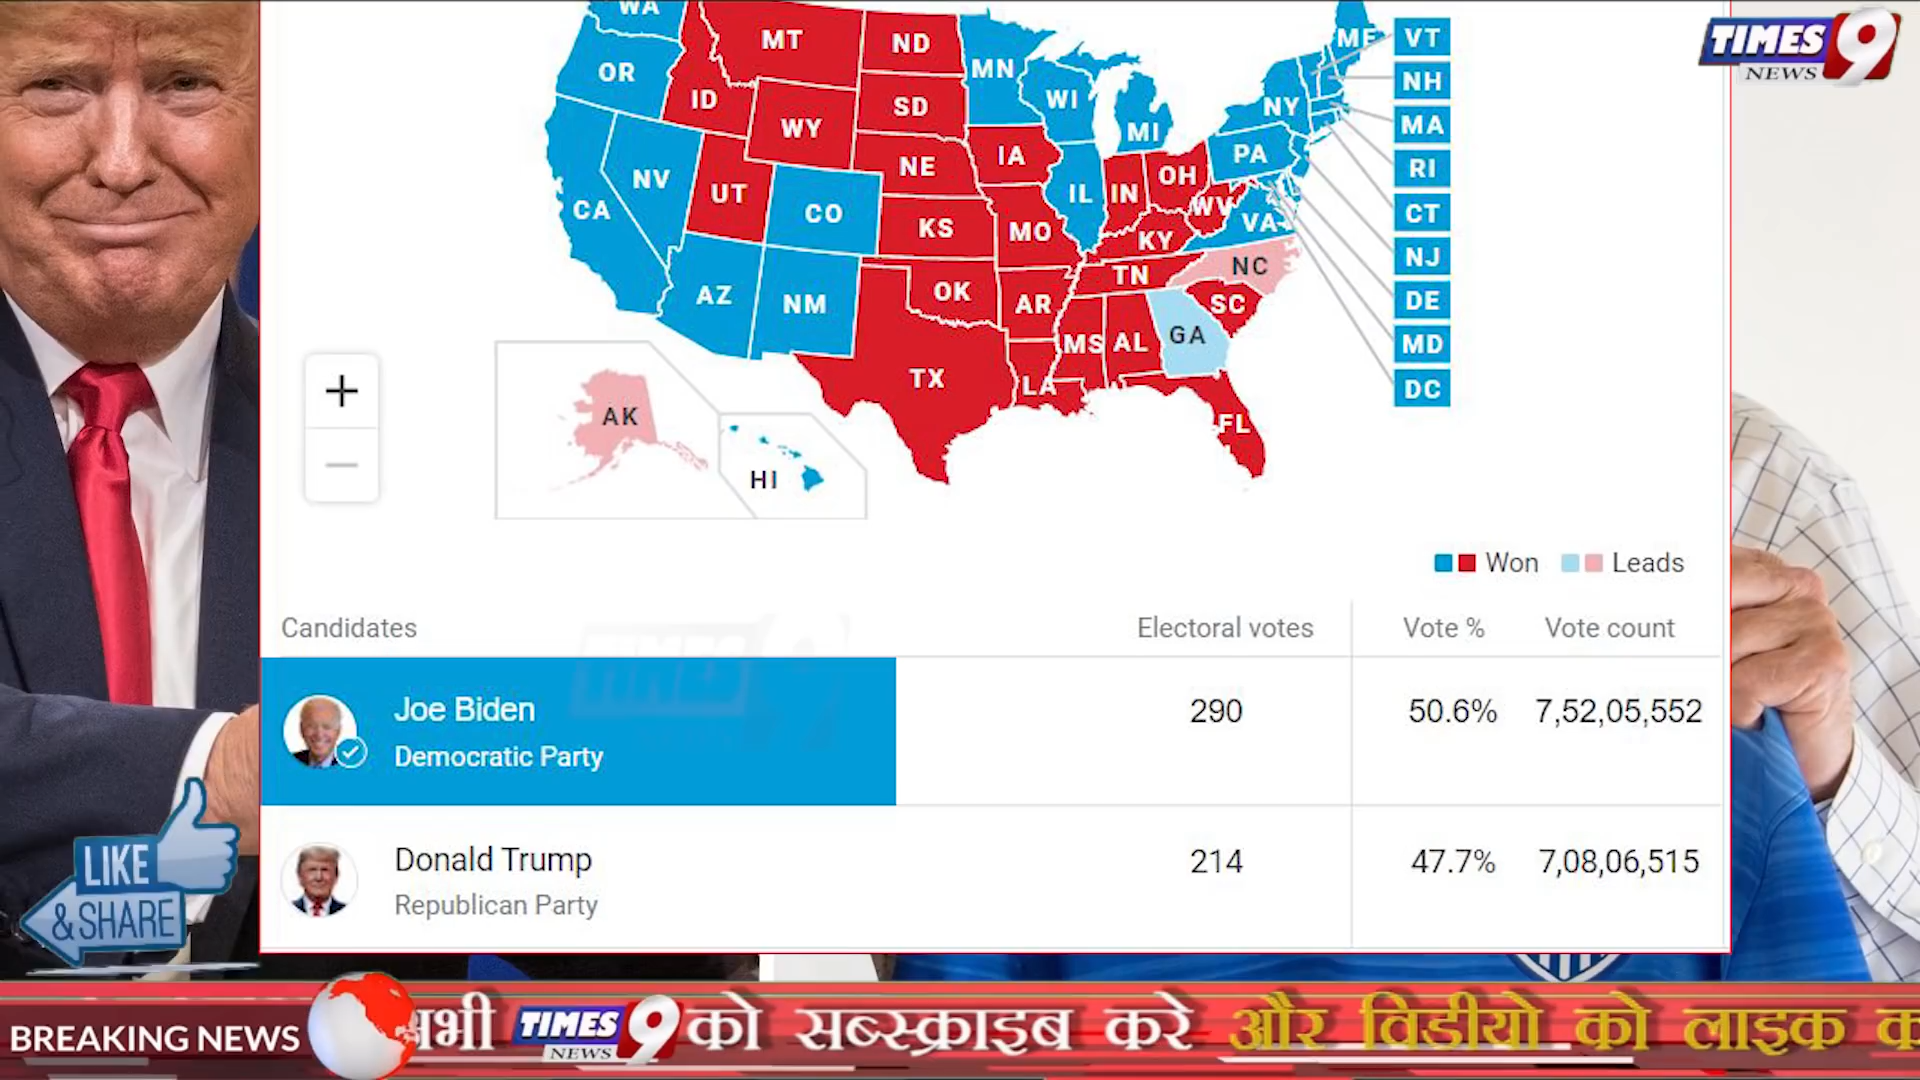 WA
MT
ND
MN
ME
VT
TIMES 9
NEWS
OR
ID
SD
WI
NY
NH
WY
MI
MA
NE
IA
PA
RI
NV
UT
IL
IN
OH
CA
CO
KS
MO
WV
VA
CT
KY
NC
NJ
AZ
NM
OK
AR
TN
SC
DE
MS
AL
GA
MD
TX
LA
DC
+
AK
FL
HI
Won Leads
Candidates Electoral votes Vote % Vote count
Joe Biden 290 50.6% 7,52,05,552
Democratic Party
Donald Trump 214 47.7% 7,08,06,515
Republican Party
LIKE
& SHARE
BREAKING NEWS TIMES 9 NEWS को सब्स्क्राइब करे और विडीयो को लाइक